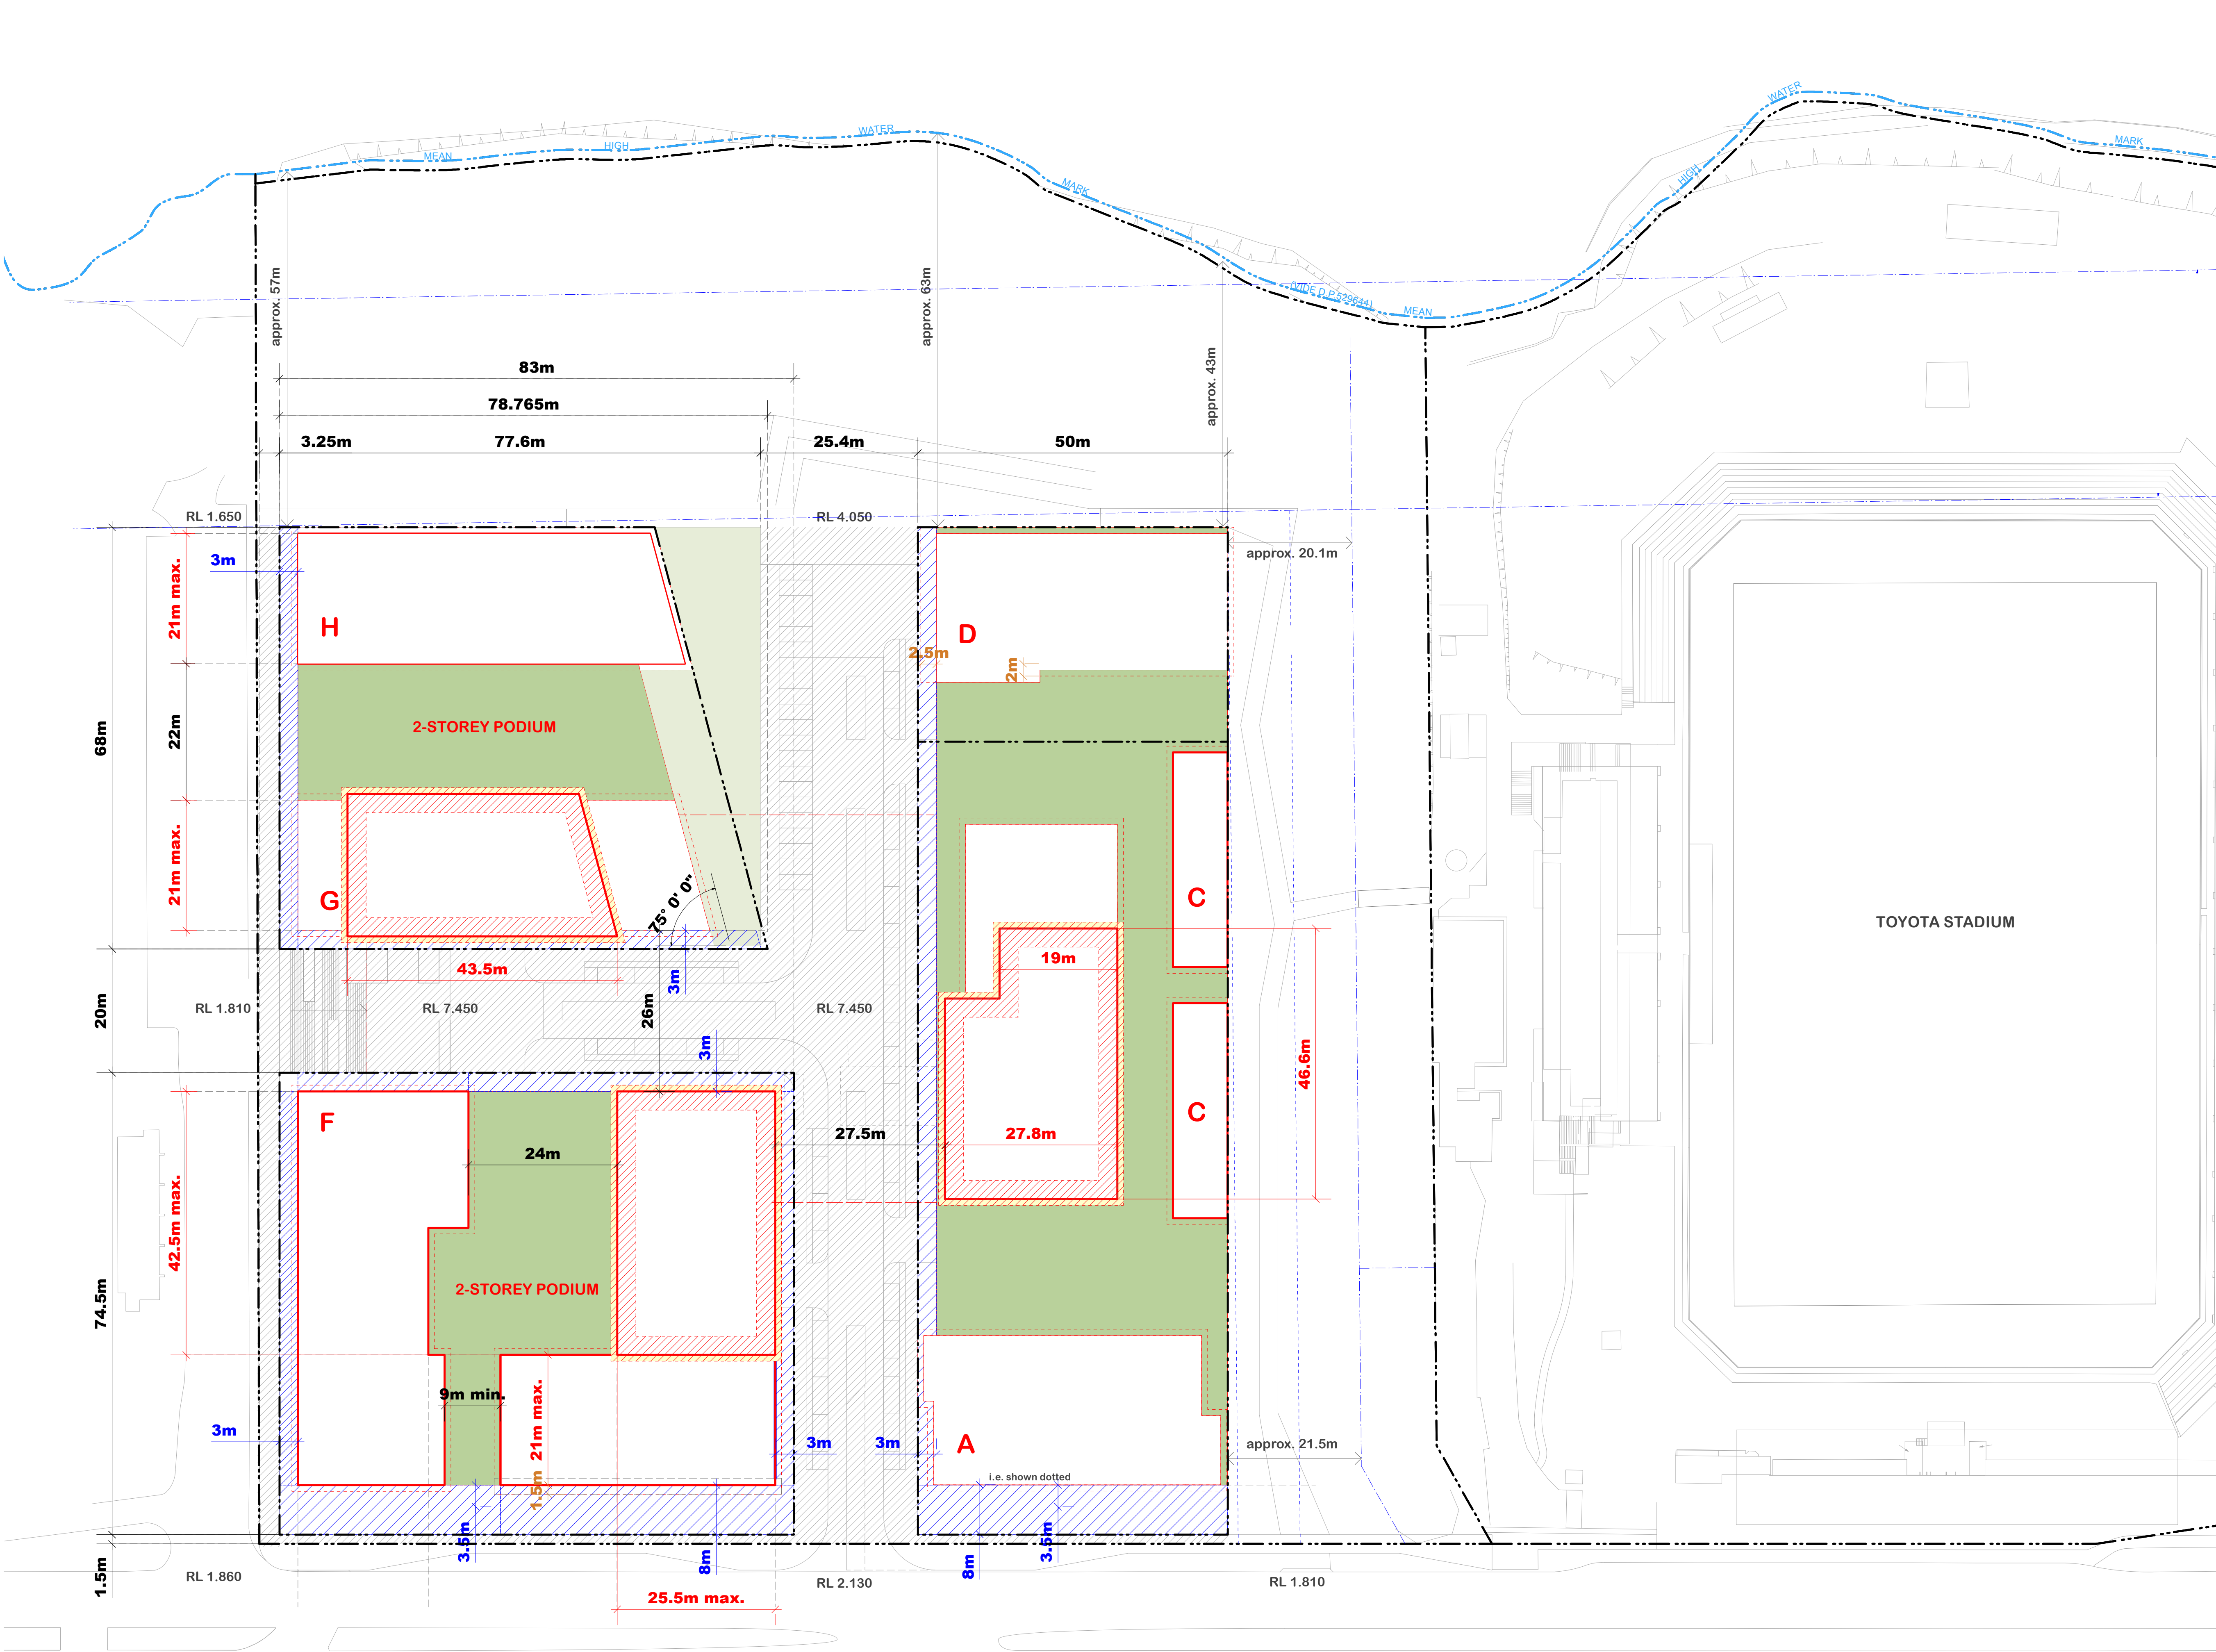 WATER
MARK
WATER
HIGH
MEAN
HIGH
MARK
(VIDE D.P.529644)
MEAN
approx. 57m
approx. 63m
approx. 43m
83m
78.765m
3.25m
77.6m
25.4m
50m
RL 1.650
RL 4.050
3m
approx. 20.1m
21m max.
H
D
2.5m
2m
68m
22m
2-STOREY PODIUM
21m max.
G
75° 0' 0"
C
TOYOTA STADIUM
43.5m
3m
19m
20m
RL 1.810
RL 7.450
26m
RL 7.450
3m
46.6m
F
C
24m
27.5m
27.8m
42.5m max.
74.5m
2-STOREY PODIUM
9m min.
21m max.
1.5m
3m
3m
3m
A
approx. 21.5m
i.e. shown dotted
3.5m
8m
8m
3.5m
1.5m
RL 1.860
RL 2.130
RL 1.810
25.5m max.